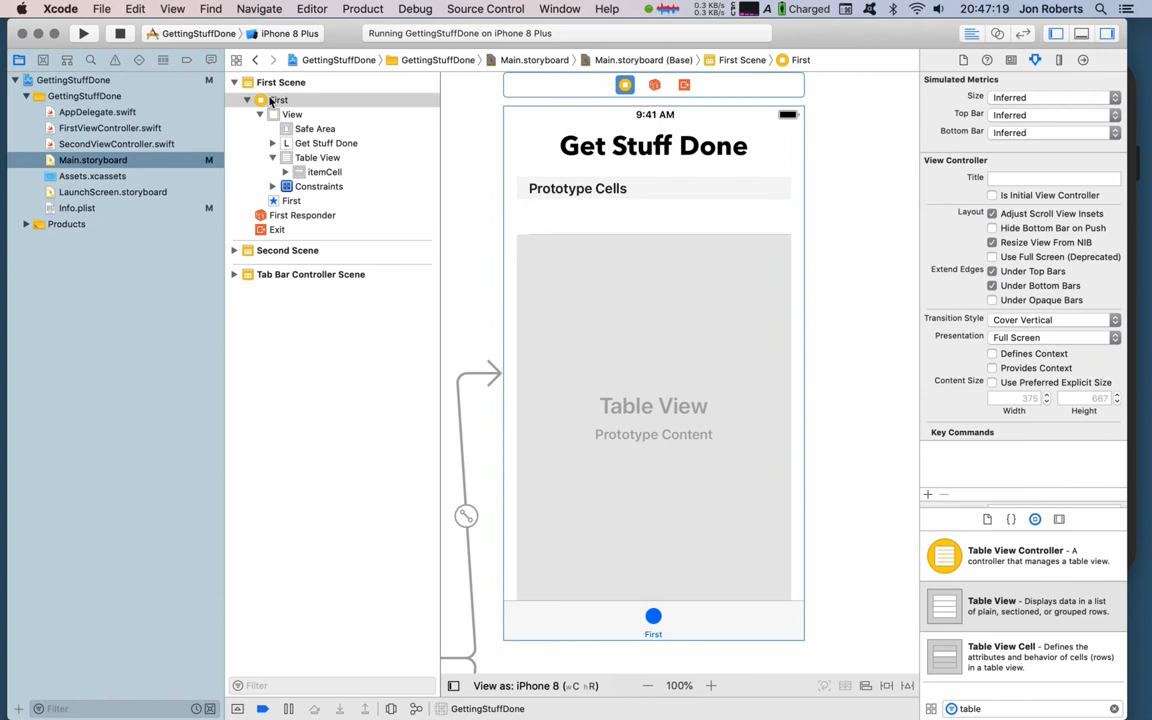 Xcode File Edit View Find Navigate Editor Product Debug Source Control Window Help 0.3 KB/s 0.3 KB/s A Charged 20:47:19 Jon Roberts
GettingStuffDone iPhone 8 Plus Running GettingStuffDone on iPhone 8 Plus
GettingStuffDone GettingStuffDone Main.storyboard Main.storyboard (Base) First Scene First
GettingStuffDone M
GettingStuffDone
AppDelegate.swift
FirstViewController.swift
SecondViewController.swift
Main.storyboard M
Assets.xcassets
LaunchScreen.storyboard
Info.plist M
Products
Filter
First Scene
First
View
Safe Area
L Get Stuff Done
Table View
itemCell
Constraints
First
First Responder
Exit
Second Scene
Tab Bar Controller Scene
Filter
9:41 AM
Get Stuff Done
Prototype Cells
Table View
Prototype Content
First
View as: iPhone 8 (wC hR) 100%
GettingStuffDone
Simulated Metrics
Size Inferred
Top Bar Inferred
Bottom Bar Inferred
View Controller
Title
Is Initial View Controller
Layout Adjust Scroll View Insets
Hide Bottom Bar on Push
Resize View From NIB
Use Full Screen (Deprecated)
Extend Edges Under Top Bars
Under Bottom Bars
Under Opaque Bars
Transition Style Cover Vertical
Presentation Full Screen
Defines Context
Provides Context
Content Size Use Preferred Explicit Size
375 667
Width Height
Key Commands
Table View Controller - A
controller that manages a table view.
Table View - Displays data in a list
of plain, sectioned, or grouped rows.
Table View Cell - Defines the
attributes and behavior of cells (rows)
in a table view.
table